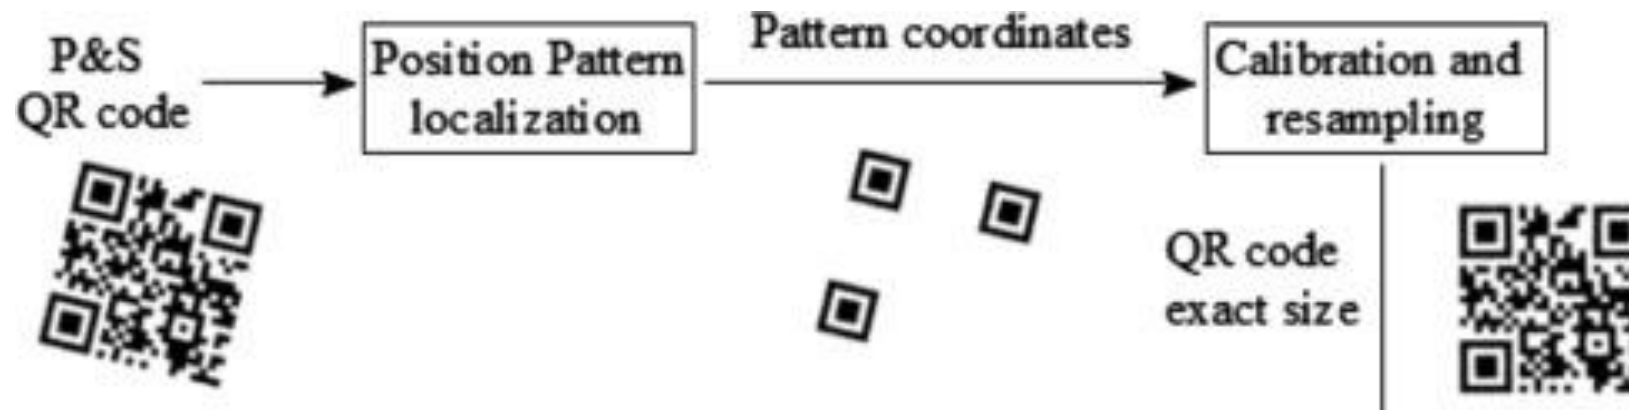 P&S
QR code
Position Pattern
localization
Pattern coordinates
Calibration and
resampling
QR code
exact size